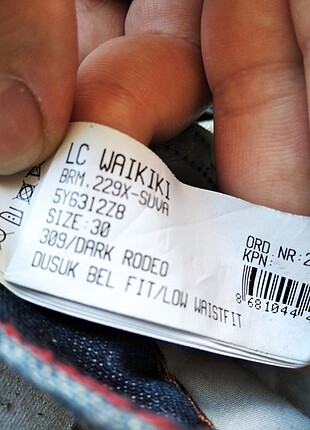 LC WAIKIKI
BRM.229X-SUVA
5Y6312Z8
SIZE:30
309/DARK RODEO
DUSUK BEL FIT/LOW WAISTFIT
ORD.NR:2
KPN:
8 681044